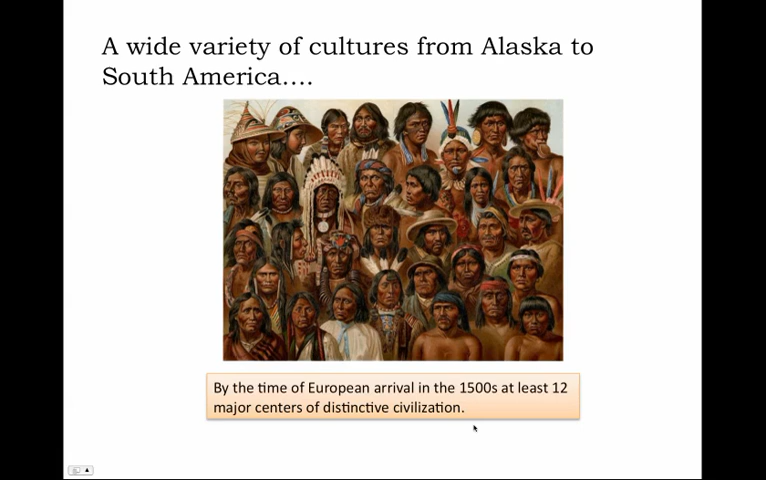 A wide variety of cultures from Alaska to
South America….
By the time of European arrival in the 1500s at least 12
major centers of distinctive civilization.